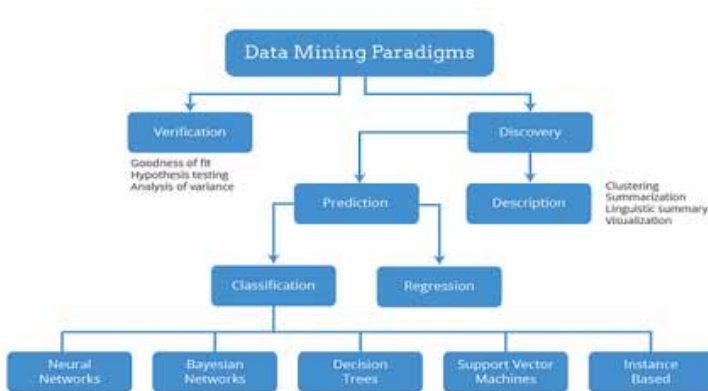 Data Mining Paradigms
Verification
Discovery
Goodness of fit
Hypothesis testing
Analysis of variance
Prediction
Description
Clustering
Summarization
Linguistic summary
Visualization
Classification
Regression
Neural
Networks
Bayesian
Networks
Decision
Trees
Support Vector
Machines
Instance
Based